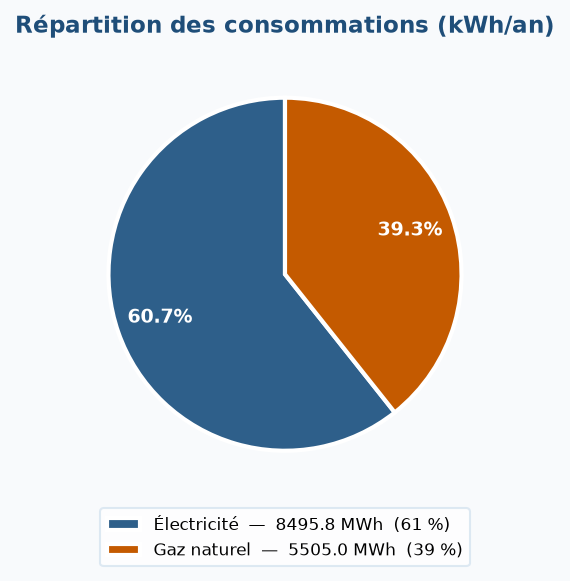 Répartition des consommations (kWh/an)
39.3%
60.7%
Électricité — 8495.8 MWh (61 %)
Gaz naturel — 5505.0 MWh (39 %)